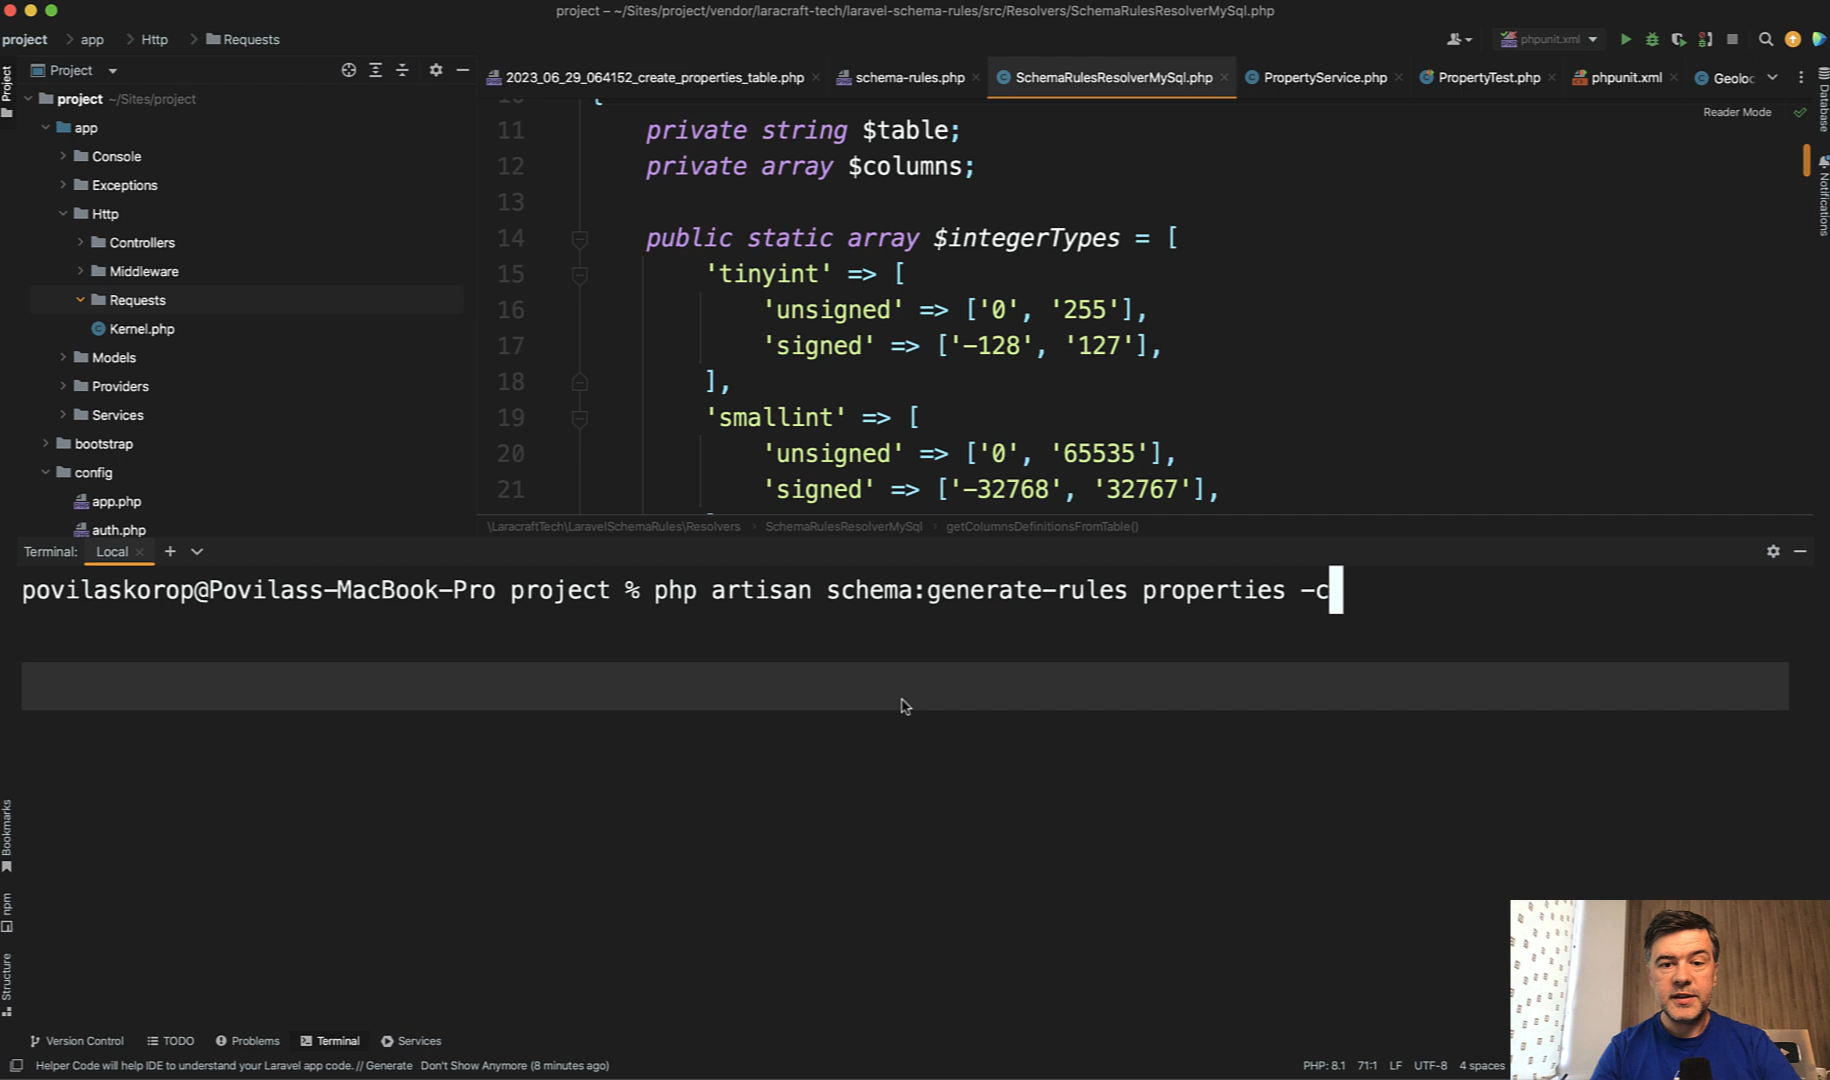 project – ~/Sites/project/vendor/laracraft-tech/laravel-schema-rules/src/Resolvers/SchemaRulesResolverMySql.php
project > app > Http > Requests
phpunit.xml
Project
2023_06_29_064152_create_properties_table.php
schema-rules.php
SchemaRulesResolverMySql.php
PropertyService.php
PropertyTest.php
phpunit.xml
Geoloc
Project
Database
Notifications
Reader Mode
project ~/Sites/project
app
Console
Exceptions
Http
Controllers
Middleware
Requests
Kernel.php
Models
Providers
Services
bootstrap
config
app.php
auth.php
11 private string $table;
12 private array $columns;
13
14 public static array $integerTypes = [
15 'tinyint' => [
16 'unsigned' => ['0', '255'],
17 'signed' => ['-128', '127'],
18 ],
19 'smallint' => [
20 'unsigned' => ['0', '65535'],
21 'signed' => ['-32768', '32767'],
\LaracraftTech\LaravelSchemaRules\Resolvers > SchemaRulesResolverMySql > getColumnsDefinitionsFromTable()
Terminal: Local
povilaskorop@Povilass-MacBook-Pro project % php artisan schema:generate-rules properties -c
Bookmarks
npm
Structure
Version Control
TODO
Problems
Terminal
Services
Helper Code will help IDE to understand your Laravel app code. // Generate Don't Show Anymore (8 minutes ago)
PHP: 8.1 71:1 LF UTF-8 4 spaces